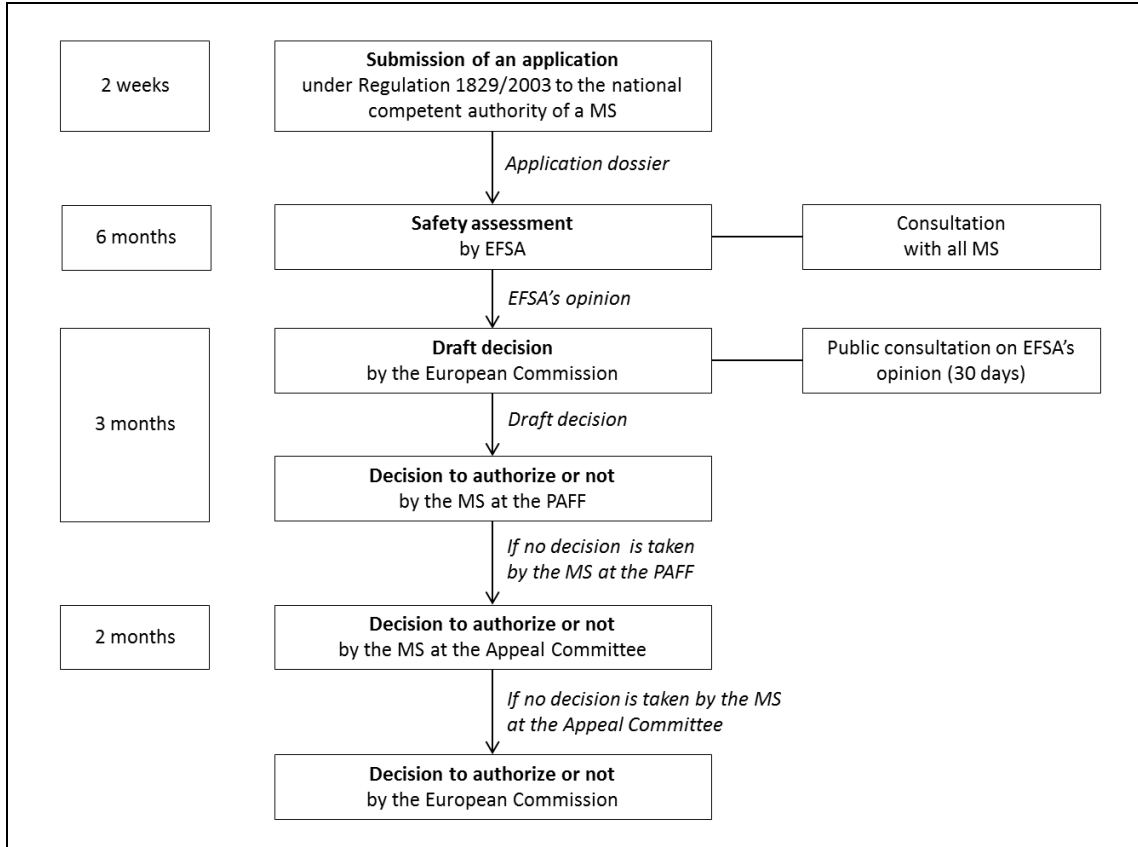 2 weeks
Submission of an application
under Regulation 1829/2003 to the national
competent authority of a MS
Application dossier
6 months
Safety assessment
by EFSA
Consultation
with all MS
EFSA's opinion
3 months
Draft decision
by the European Commission
Public consultation on EFSA's
opinion (30 days)
Draft decision
Decision to authorize or not
by the MS at the PAFF
If no decision is taken
by the MS at the PAFF
2 months
Decision to authorize or not
by the MS at the Appeal Committee
If no decision is taken by the MS
at the Appeal Committee
Decision to authorize or not
by the European Commission